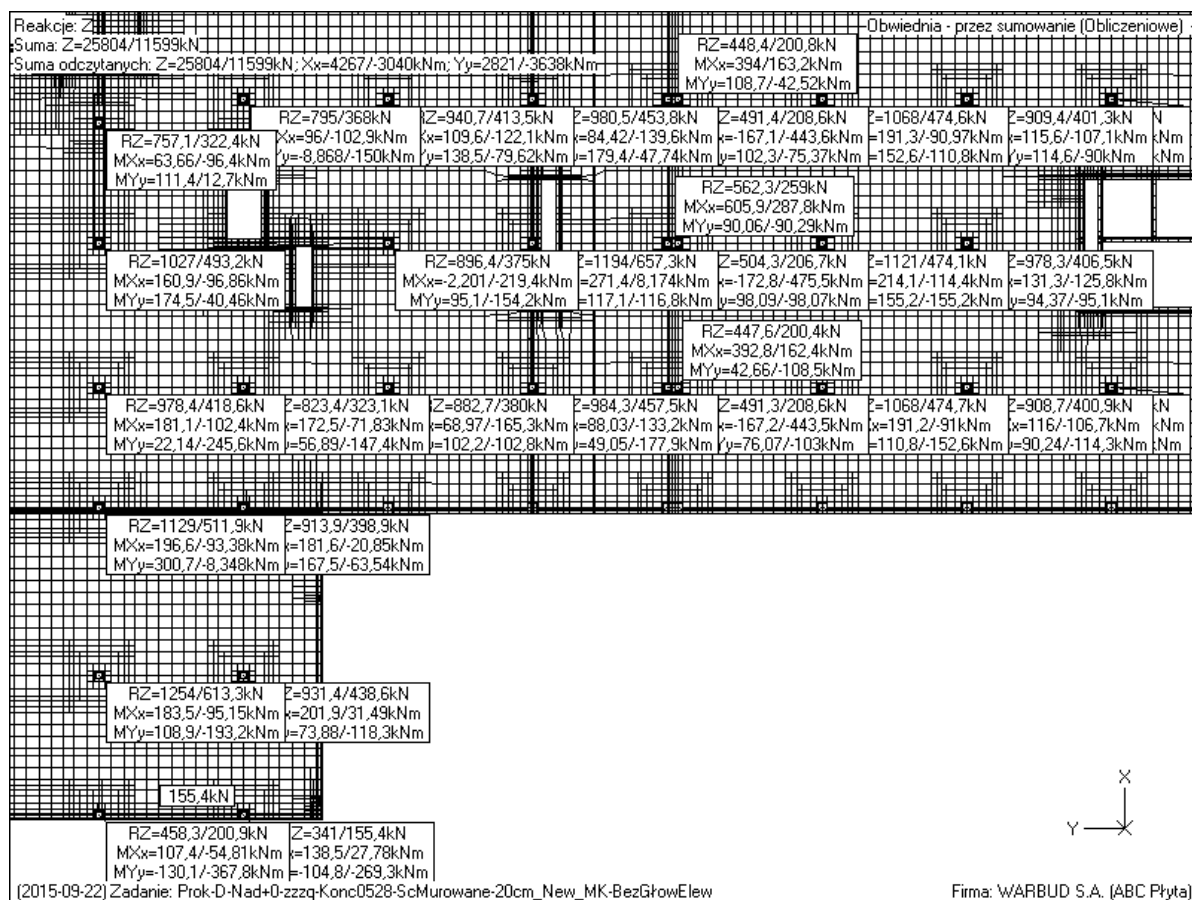 Reakcje: Z
Obwiednia - przez sumowanie (Obliczeniowe)
Suma: Z=25804/11599kN
Suma odczytanych: Z=25804/11599kN; Xx=4267/-3040kNm; Yy=2821/-3638kNm
RZ=448,4/200,8kN
MXx=394/163,2kNm
MYy=108,7/-42,52kNm
RZ=757,1/322,4kN
MXx=63,66/-96,4kNm
MYy=111,4/12,7kNm
RZ=795/368kN
Xx=96/-102,9kNm
Yy=-8,868/-150kNm
RZ=940,7/413,5kN
x=109,6/-122,1kNm
y=138,5/-79,62kNm
Z=980,5/453,8kN
x=84,42/-139,6kNm
y=179,4/-47,74kNm
Z=491,4/208,6kN
x=-167,1/-443,6kNm
y=102,3/-75,37kNm
Z=1068/474,6kN
x=191,3/-90,97kNm
y=152,6/-110,8kNm
Z=909,4/401,3kN
x=115,6/-107,1kNm
y=114,6/-90kNm
RZ=562,3/259kN
MXx=605,9/287,8kNm
MYy=90,06/-90,29kNm
RZ=1027/493,2kN
MXx=160,9/-96,86kNm
MYy=174,5/-40,46kNm
RZ=896,4/375kN
MXx=-2,201/-219,4kNm
MYy=95,1/-154,2kNm
Z=1194/657,3kN
x=271,4/8,174kNm
y=117,1/-116,8kNm
Z=504,3/206,7kN
x=-172,8/-475,5kNm
y=98,09/-98,07kNm
Z=1121/474,1kN
x=214,1/-114,4kNm
y=155,2/-155,2kNm
Z=978,3/406,5kN
x=131,3/-125,8kNm
y=94,37/-95,1kNm
RZ=447,6/200,4kN
MXx=392,8/162,4kNm
MYy=42,66/-108,5kNm
RZ=978,4/418,6kN
MXx=181,1/-102,4kNm
MYy=22,14/-245,6kNm
Z=823,4/323,1kN
x=172,5/-71,83kNm
y=56,89/-147,4kNm
Z=882,7/380kN
x=68,97/-165,3kNm
y=102,2/-102,8kNm
Z=984,3/457,5kN
x=88,03/-133,2kNm
y=49,05/-177,9kNm
Z=491,3/208,6kN
x=-167,2/-443,5kNm
y=76,07/-103kNm
Z=1068/474,7kN
x=191,2/-91kNm
y=110,8/-152,6kNm
Z=908,7/400,9kN
x=116/-106,7kNm
y=90,24/-114,3kNm
RZ=1129/511,9kN
MXx=196,6/-93,38kNm
MYy=300,7/-8,348kNm
Z=913,9/398,9kN
x=181,6/-20,85kNm
y=167,5/-63,54kNm
RZ=1254/613,3kN
MXx=183,5/-95,15kNm
MYy=108,9/-193,2kNm
Z=931,4/438,6kN
x=201,9/31,49kNm
y=73,88/-118,3kNm
155,4kN
RZ=458,3/200,9kN
MXx=107,4/-54,81kNm
MYy=-130,1/-367,8kNm
Z=341/155,4kN
x=138,5/27,78kNm
y=-104,8/-269,3kNm
X
Y
(2015-09-22) Zadanie: Prok-D-Nad+0-zzzq-Konc0528-ScMurowane-20cm_New_MK-BezGłowElew
Firma: WARBUD S.A. (ABC Płyta)